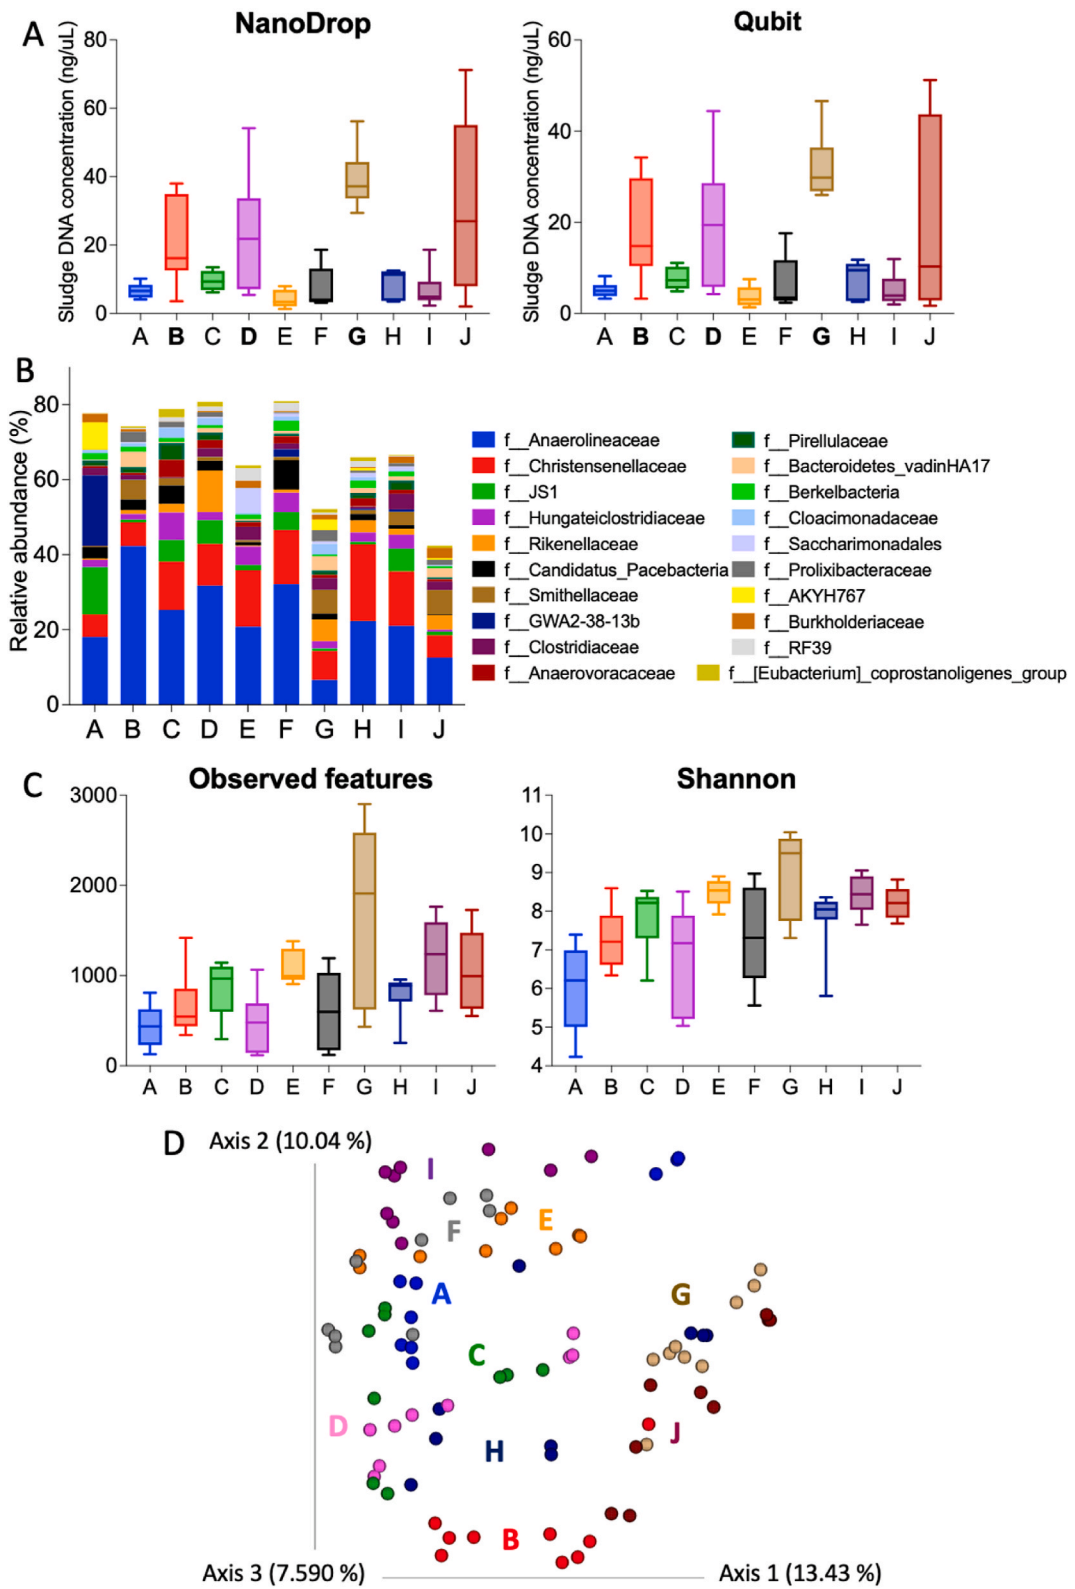 A
NanoDrop
Qubit
Sludge DNA concentration (ng/uL)
80
60
40
20
0
A B C D E F G H I J
Sludge DNA concentration (ng/uL)
60
40
20
0
A B C D E F G H I J
B
Relative abundance (%)
80
60
40
20
0
A B C D E F G H I J
f__Anaerolineaceae
f__Christensenellaceae
f__JS1
f__Hungateiclostridiaceae
f__Rikenellaceae
f__Candidatus_Pacebacteria
f__Smithellaceae
f__GWA2-38-13b
f__Clostridiaceae
f__Anaerovoracaceae
f__Pirellulaceae
f__Bacteroidetes_vadinHA17
f__Berkelbacteria
f__Cloacimonadaceae
f__Saccharimonadales
f__Prolixibacteraceae
f__AKYH767
f__Burkholderiaceae
f__RF39
f__[Eubacterium]_coprostanoligenes_group
C
Observed features
3000
2000
1000
0
A B C D E F G H I J
Shannon
11
10
9
8
7
6
5
4
A B C D E F G H I J
D
Axis 2 (10.04 %)
I
F
E
A
G
C
D
H
J
B
Axis 3 (7.590 %)
Axis 1 (13.43 %)